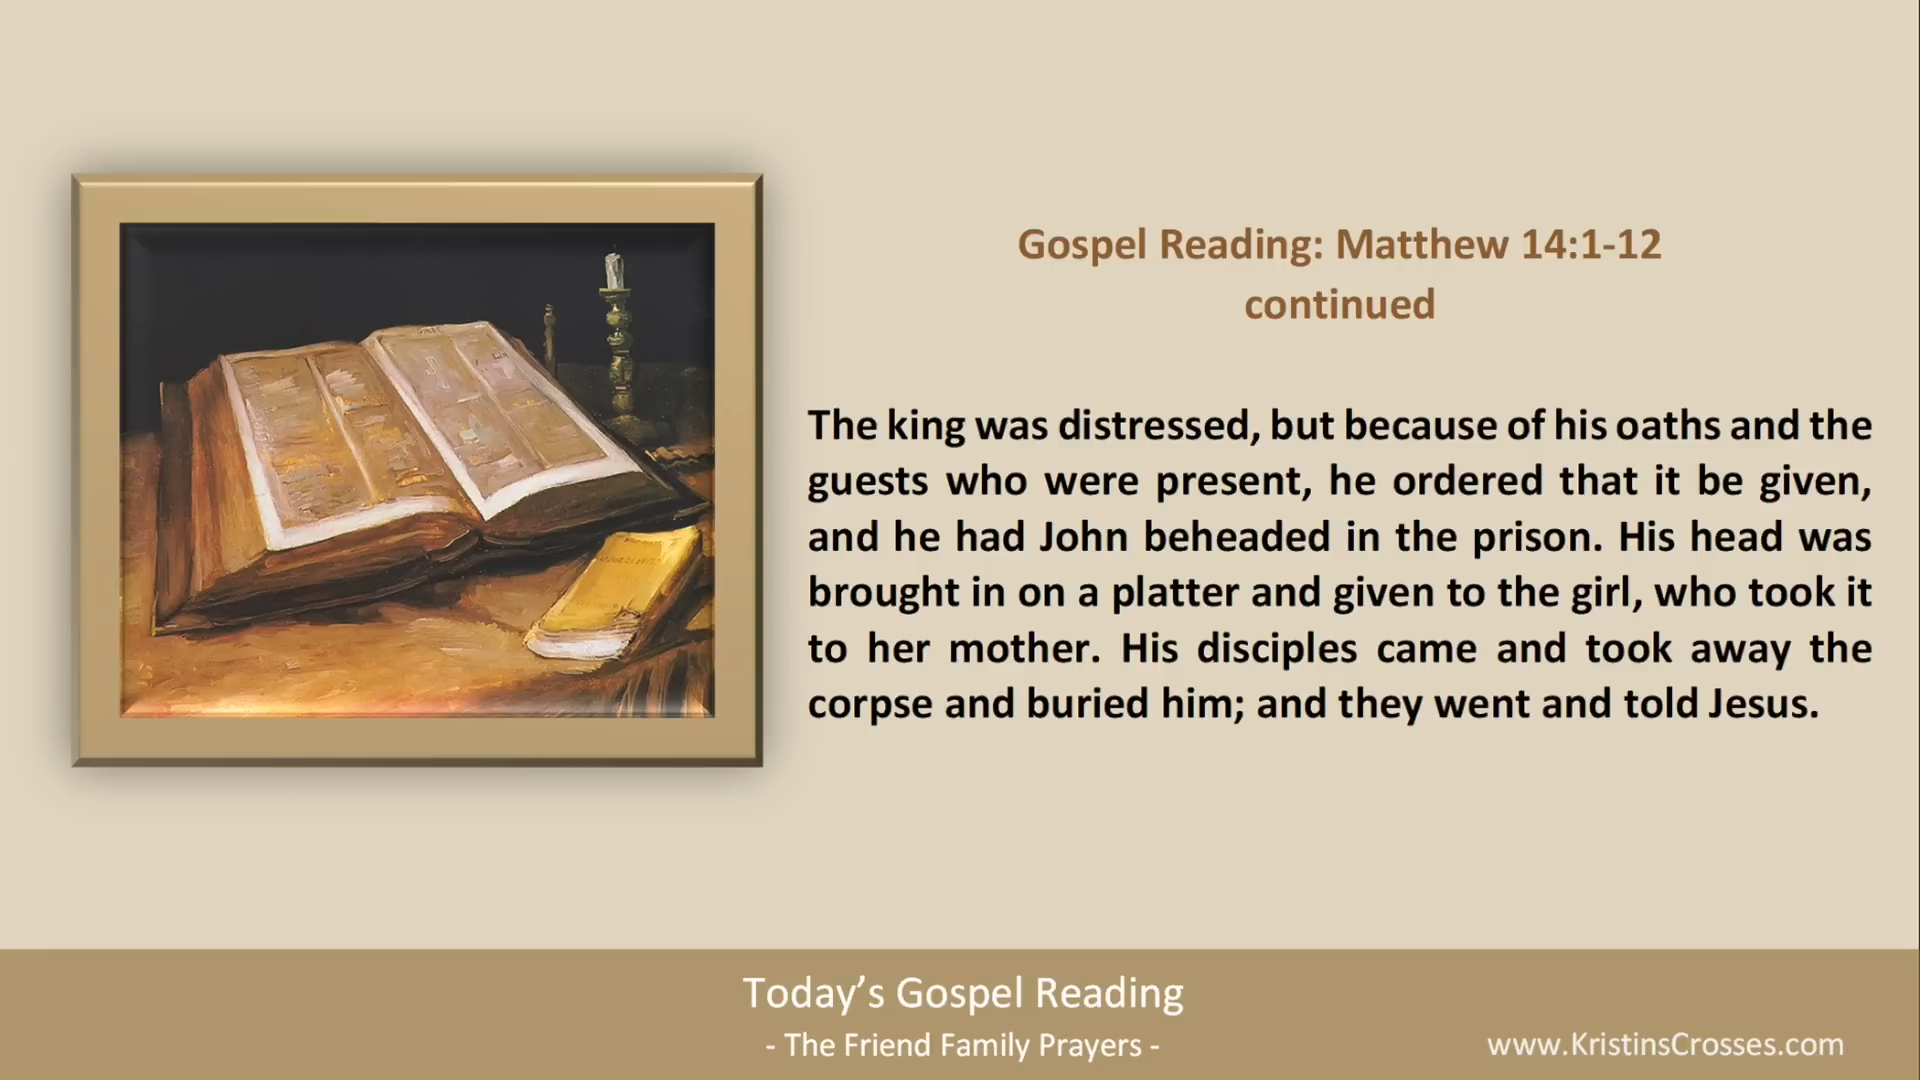 Gospel Reading: Matthew 14:1-12
continued
The king was distressed, but because of his oaths and the
guests who were present, he ordered that it be given,
and he had John beheaded in the prison. His head was
brought in on a platter and given to the girl, who took it
to her mother. His disciples came and took away the
corpse and buried him; and they went and told Jesus.
Today’s Gospel Reading
- The Friend Family Prayers -
www.KristinsCrosses.com